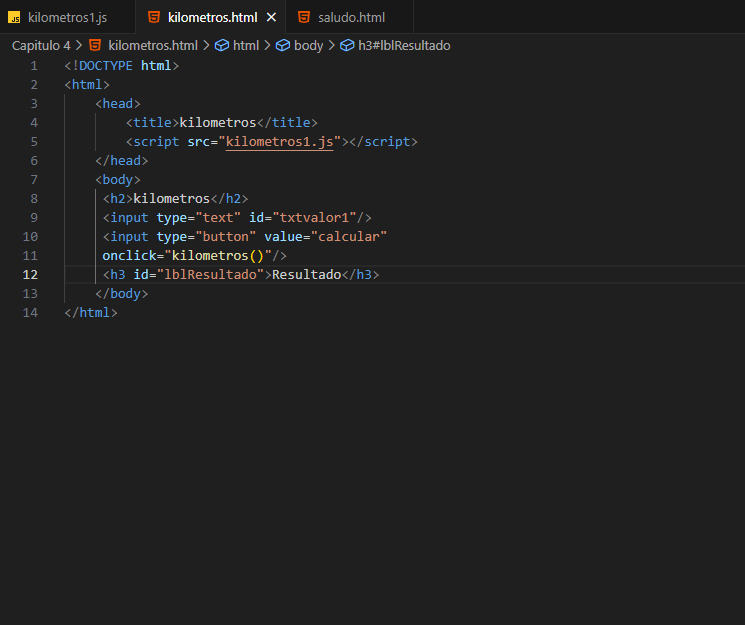 JS kilometros1.js kilometros.html saludo.html
Capitulo 4 > kilometros.html > html > body > h3#lblResultado
1 <!DOCTYPE html>
2 <html>
3 <head>
4 <title>kilometros</title>
5 <script src="kilometros1.js"></script>
6 </head>
7 <body>
8 <h2>kilometros</h2>
9 <input type="text" id="txtvalor1"/>
10 <input type="button" value="calcular"
11 onclick="kilometros()"/>
12 <h3 id="lblResultado">Resultado</h3>
13 </body>
14 </html>